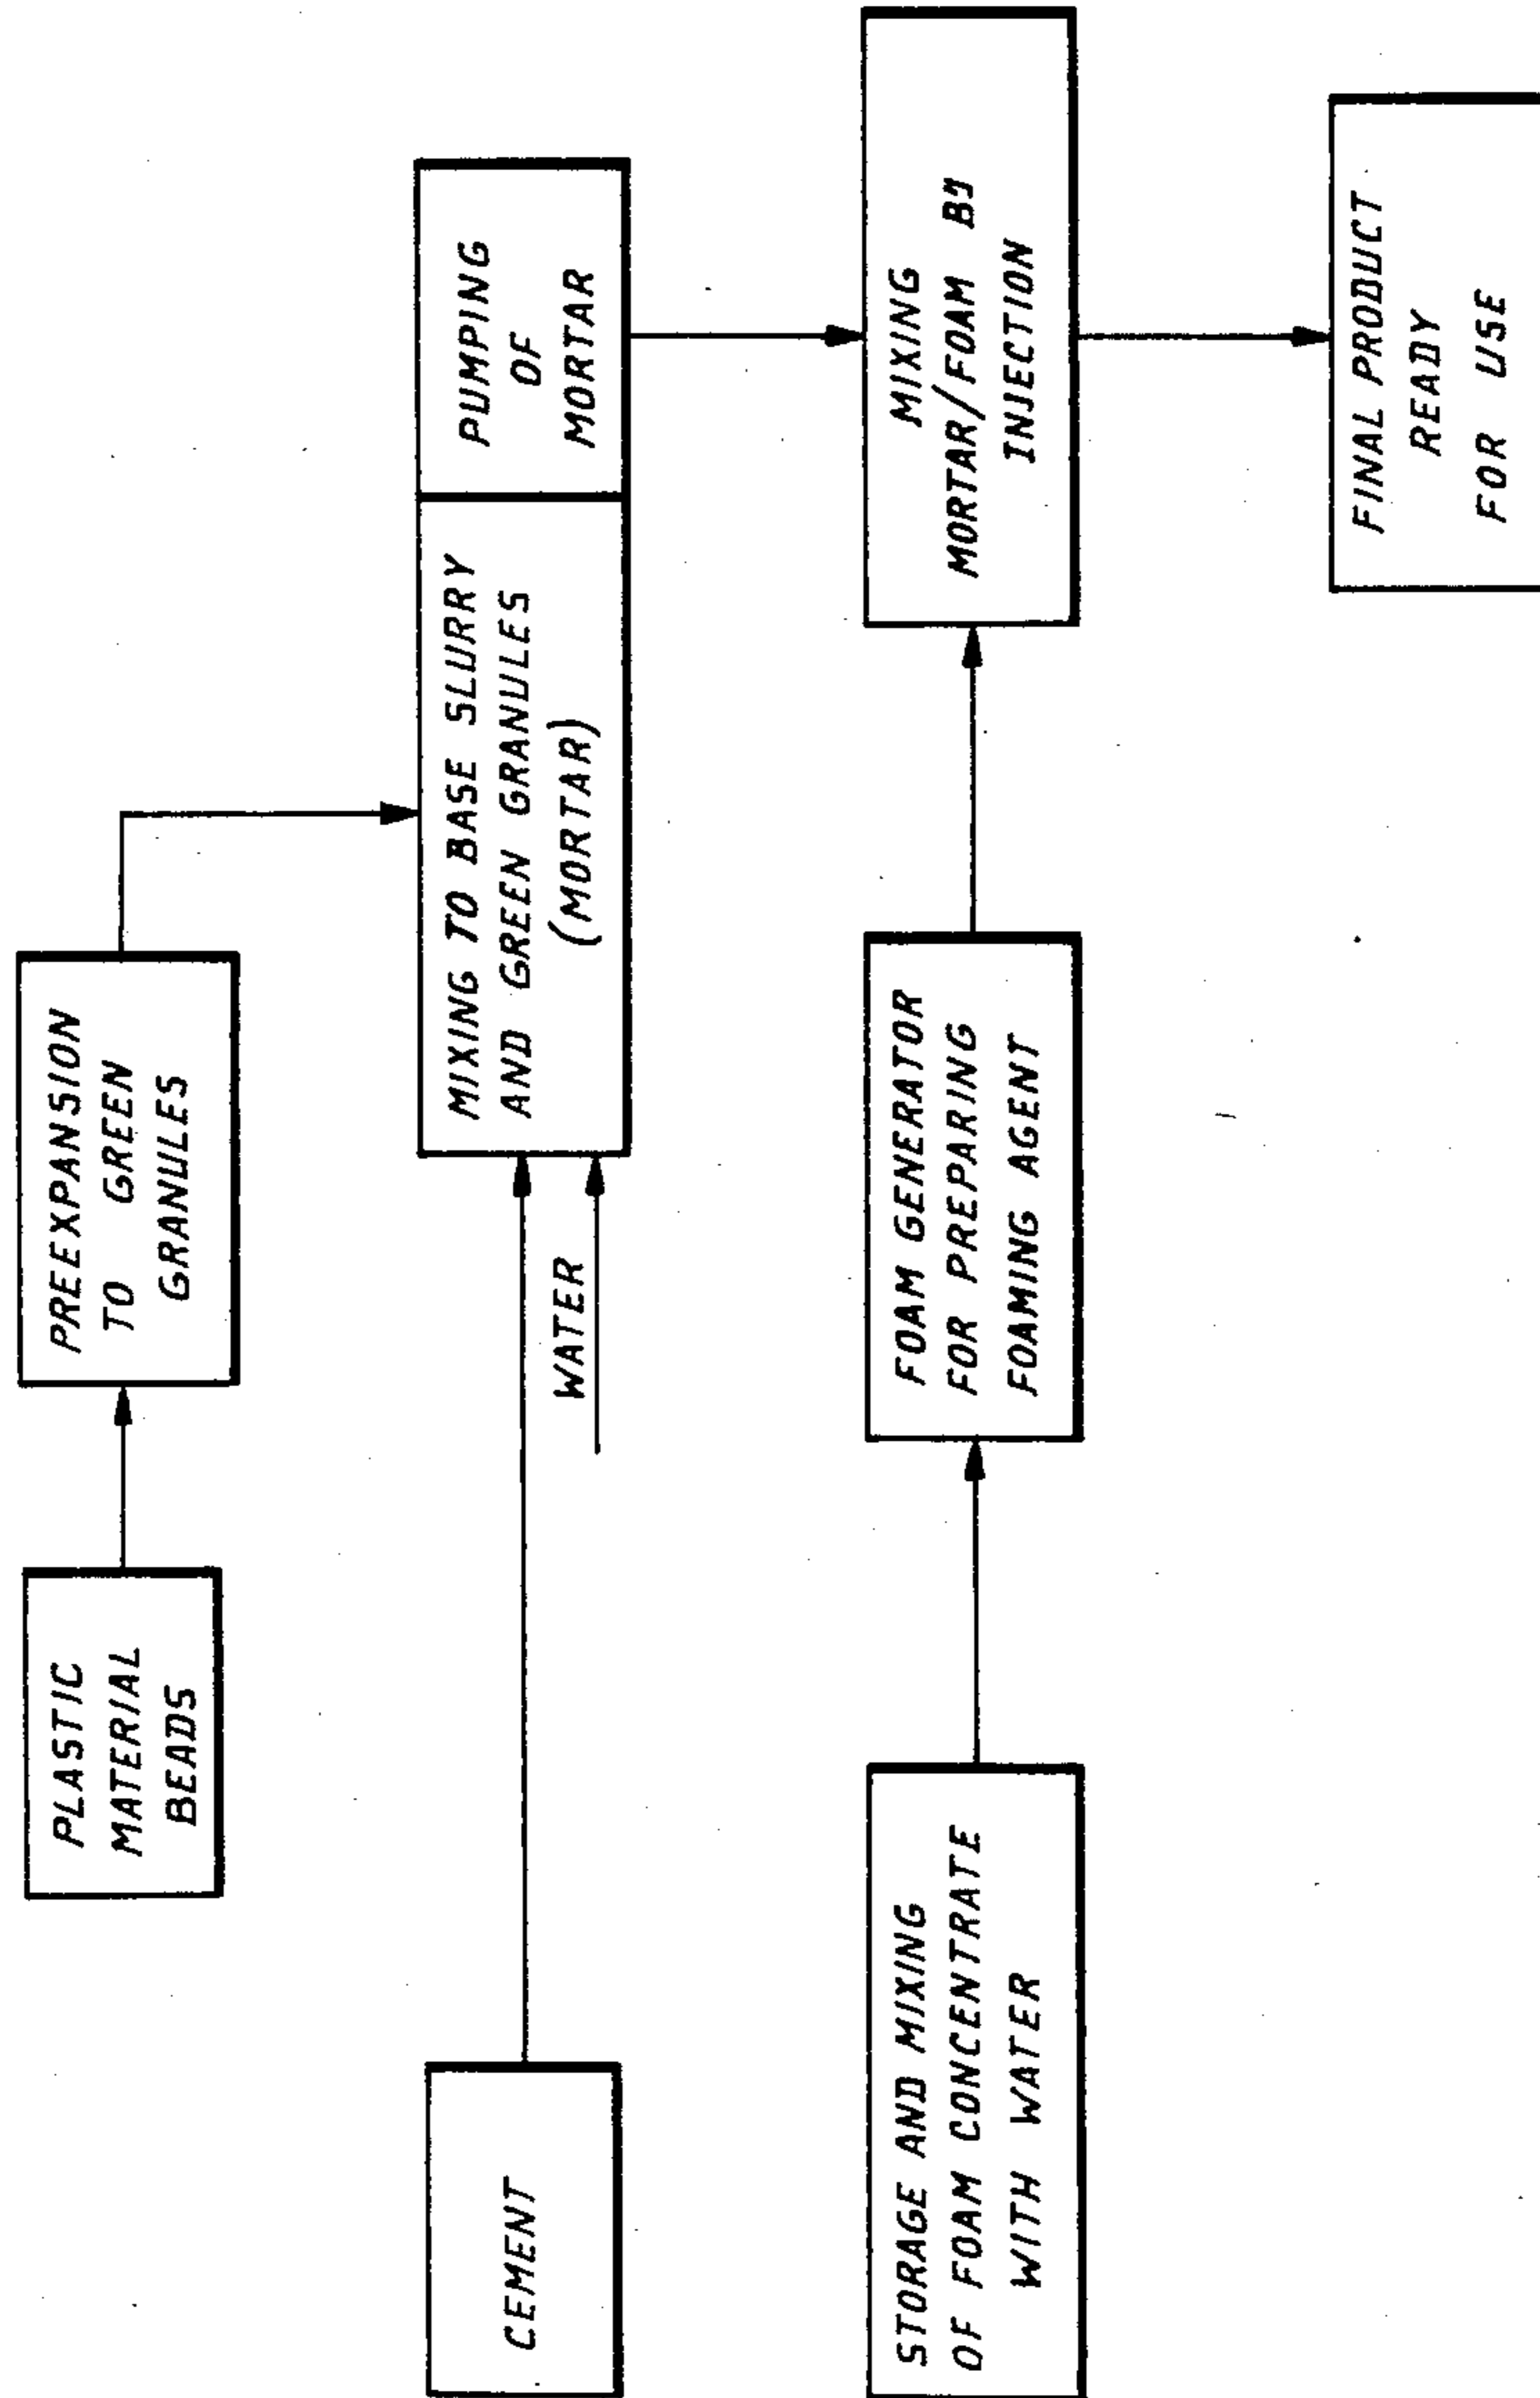 PLASTIC
MATERIAL
BEADS
PREEXPANSION
TO GREEN
GRANULES
CEMENT
WATER
MIXING TO BASE SLURRY
AND GREEN GRANULES
(MORTAR)
PUMPING
OF
MORTAR
STORAGE AND MIXING
OF FOAM CONCENTRATE
WITH WATER
FOAM GENERATOR
FOR PREPARING
FOAMING AGENT
MIXING
MORTAR/FOAM BY
INJECTION
FINAL PRODUCT
READY
FOR USE